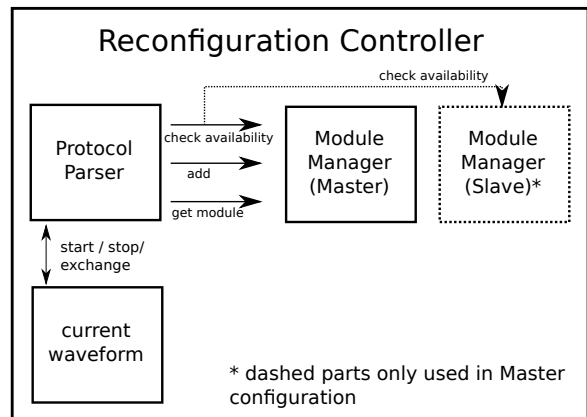 Reconfiguration Controller
check availability
Protocol
Parser
check availability
add
get module
Module
Manager
(Master)
Module
Manager
(Slave)*
start / stop/
exchange
current
waveform
* dashed parts only used in Master
configuration